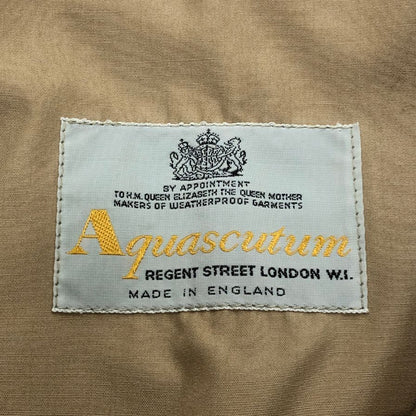 BY APPOINTMENT
TO H.M. QUEEN ELIZABETH THE QUEEN MOTHER
MAKERS OF WEATHERPROOF GARMENTS
Aquascutum
REGENT STREET LONDON W.I.
MADE IN ENGLAND